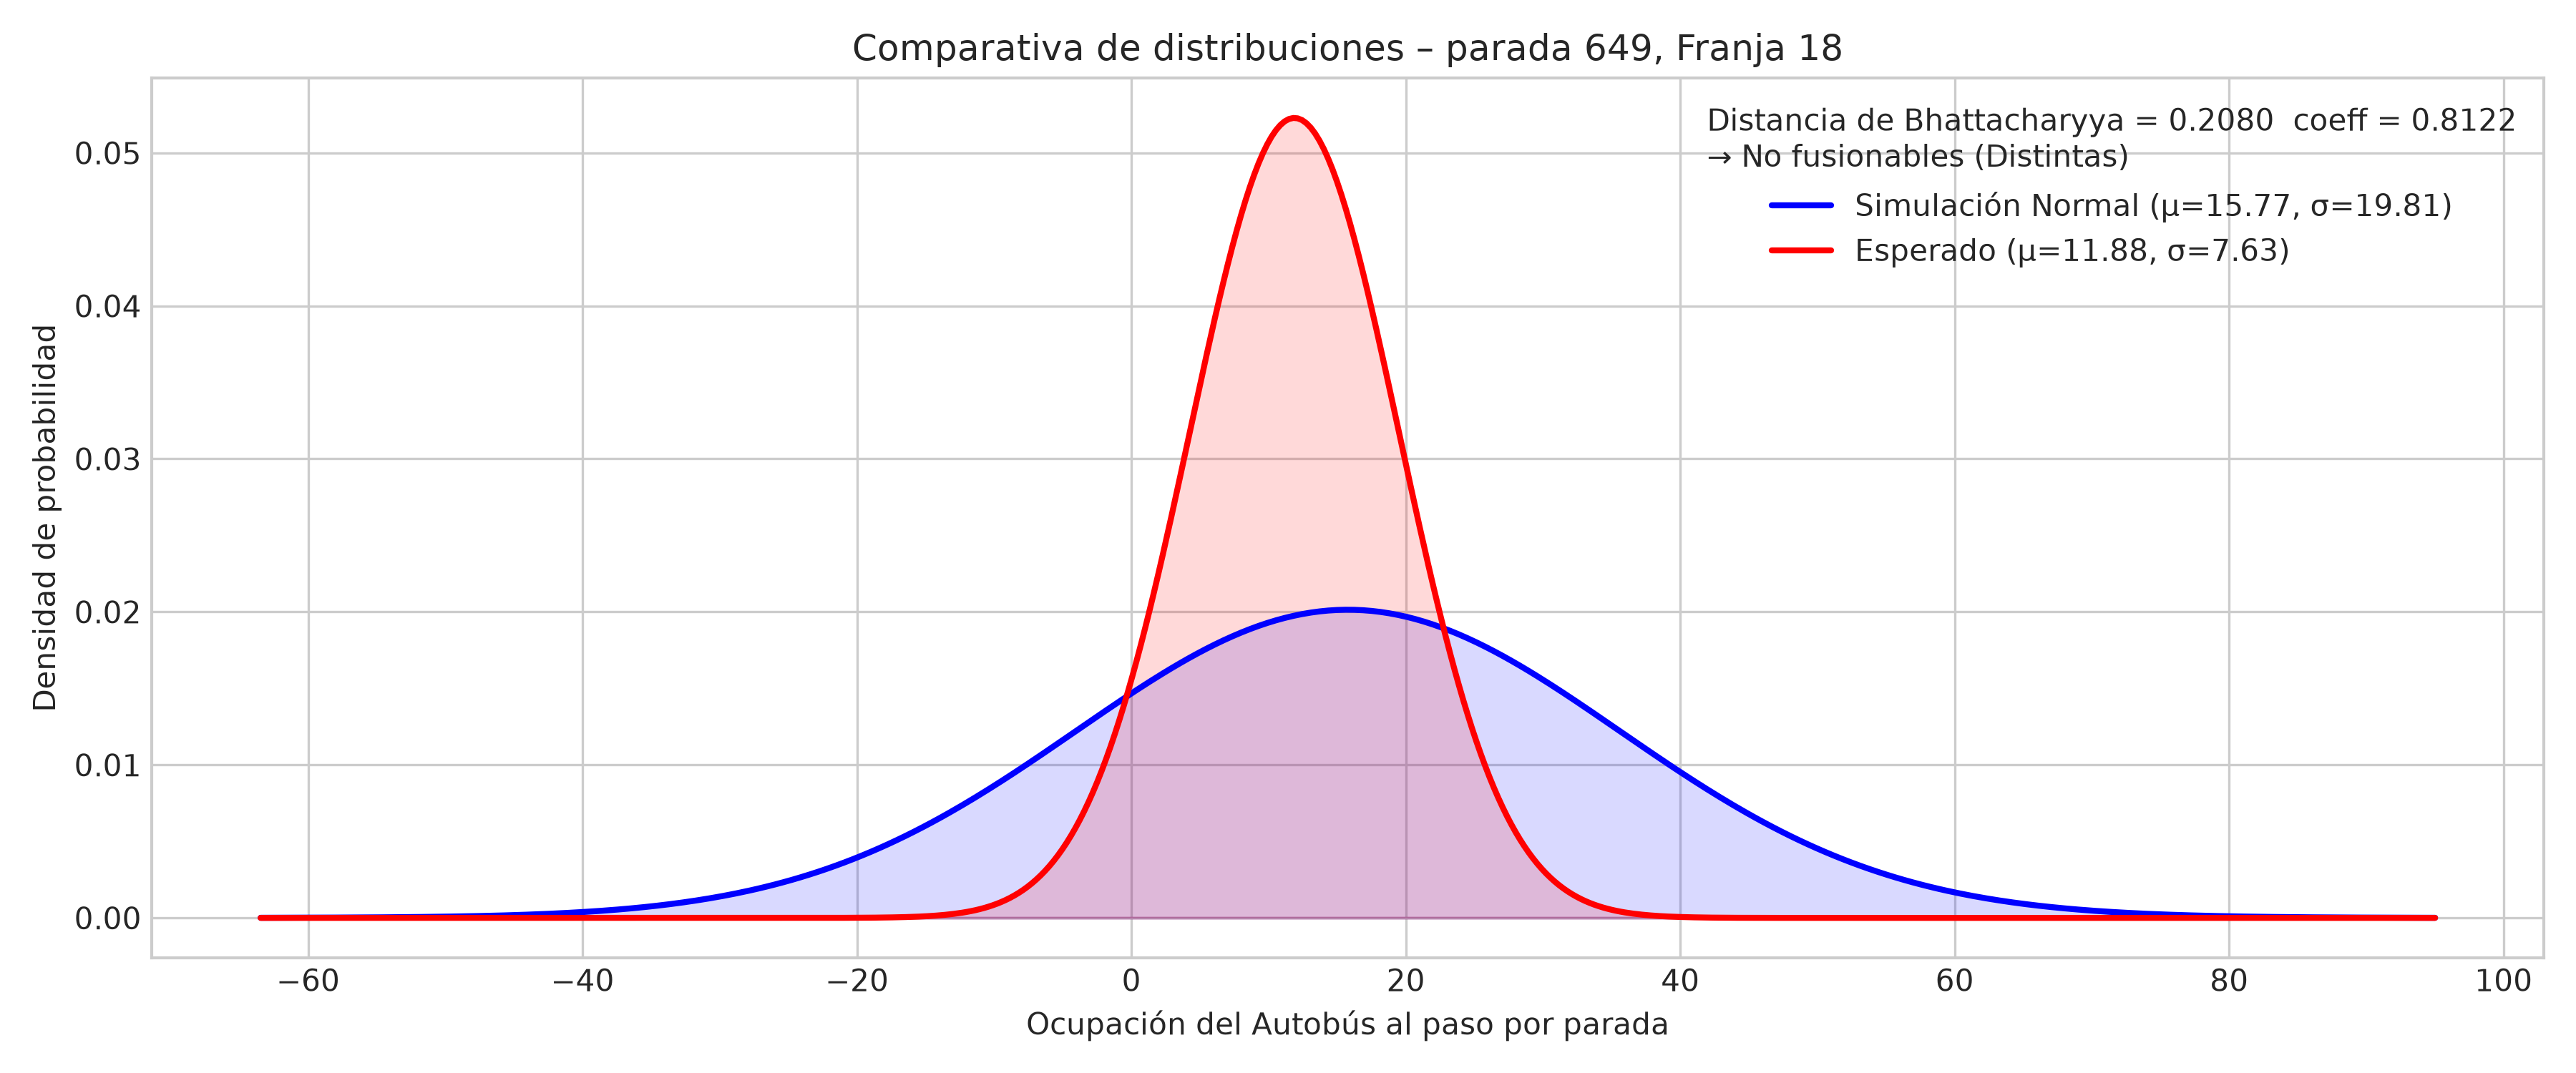 Comparativa de distribuciones – parada 649, Franja 18
Distancia de Bhattacharyya = 0.2080  coeff = 0.8122
→ No fusionables (Distintas)
Simulación Normal (μ=15.77, σ=19.81)
Esperado (μ=11.88, σ=7.63)
Densidad de probabilidad
0.05
0.04
0.03
0.02
0.01
0.00
−60 −40 −20 0 20 40 60 80 100
Ocupación del Autobús al paso por parada